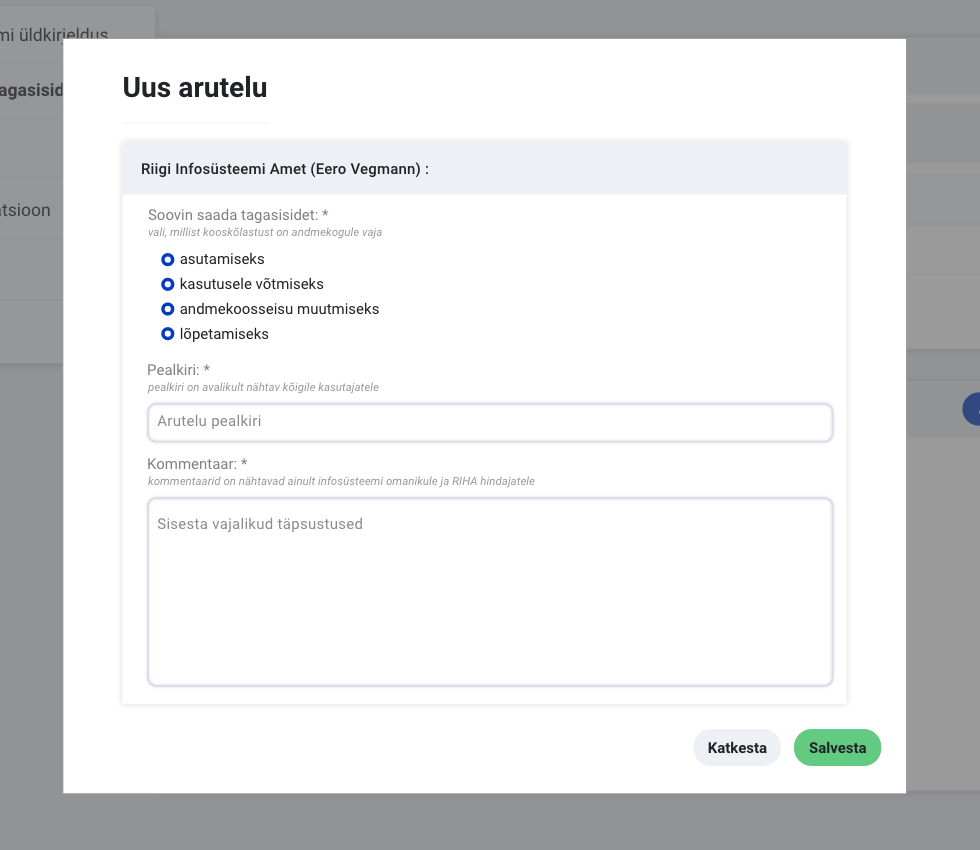 mi üldkirjeldus
agasisid
Uus arutelu
Riigi Infosüsteemi Amet (Eero Vegmann) :
Soovin saada tagasisidet: *
vali, millist kooskõlastust on andmekogule vaja
asutamiseks
kasutusele võtmiseks
andmekoosseisu muutmiseks
lõpetamiseks
tsioon
Pealkiri: *
pealkiri on avalikult nähtav kõigile kasutajatele
Arutelu pealkiri
Kommentaar: *
kommentaarid on nähtavad ainult infosüsteemi omanikule ja RIHA hindajatele
Sisesta vajalikud täpsustused
Katkesta
Salvesta